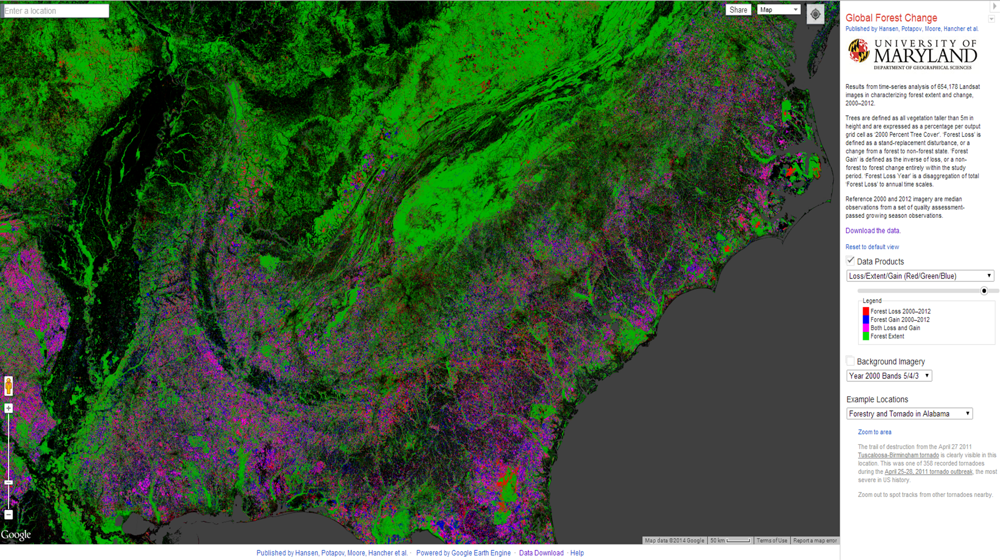 Enter a location
Share
Map
Global Forest Change
Published by Hansen, Potapov, Moore, Hancher et al.
UNIVERSITY OF
MARYLAND
DEPARTMENT OF GEOGRAPHICAL SCIENCES
Results from time-series analysis of 654,178 Landsat
images in characterizing forest extent and change,
2000–2012.
Trees are defined as all vegetation taller than 5m in
height and are expressed as a percentage per output
grid cell as ‘2000 Percent Tree Cover’. ‘Forest Loss’ is
defined as a stand-replacement disturbance, or a
change from a forest to non-forest state. ‘Forest
Gain’ is defined as the inverse of loss, or a non-
forest to forest change entirely within the study
period. ‘Forest Loss Year’ is a disaggregation of total
‘Forest Loss’ to annual time scales.
Reference 2000 and 2012 imagery are median
observations from a set of quality assessment-
passed growing season observations.
Download the data.
Reset to default view
Data Products
Loss/Extent/Gain (Red/Green/Blue)
Legend
Forest Loss 2000–2012
Forest Gain 2000–2012
Both Loss and Gain
Forest Extent
Background Imagery
Year 2000 Bands 5/4/3
Example Locations
Forestry and Tornado in Alabama
Zoom to area
The trail of destruction from the April 27 2011
Tuscaloosa-Birmingham tornado is clearly visible in this
location. This was one of 358 recorded tornadoes
during the April 25-28, 2011 tornado outbreak, the most
severe in US history.
Zoom out to spot tracks from other tornadoes nearby.
Google
Map data ©2014 Google
50 km
Terms of Use
Report a map error
Published by Hansen, Potapov, Moore, Hancher et al. · Powered by Google Earth Engine · Data Download · Help